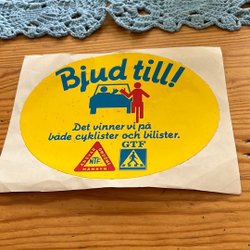 Bjud till!
Det vinner vi på
både cyklister och bilister.
NTF
GTF